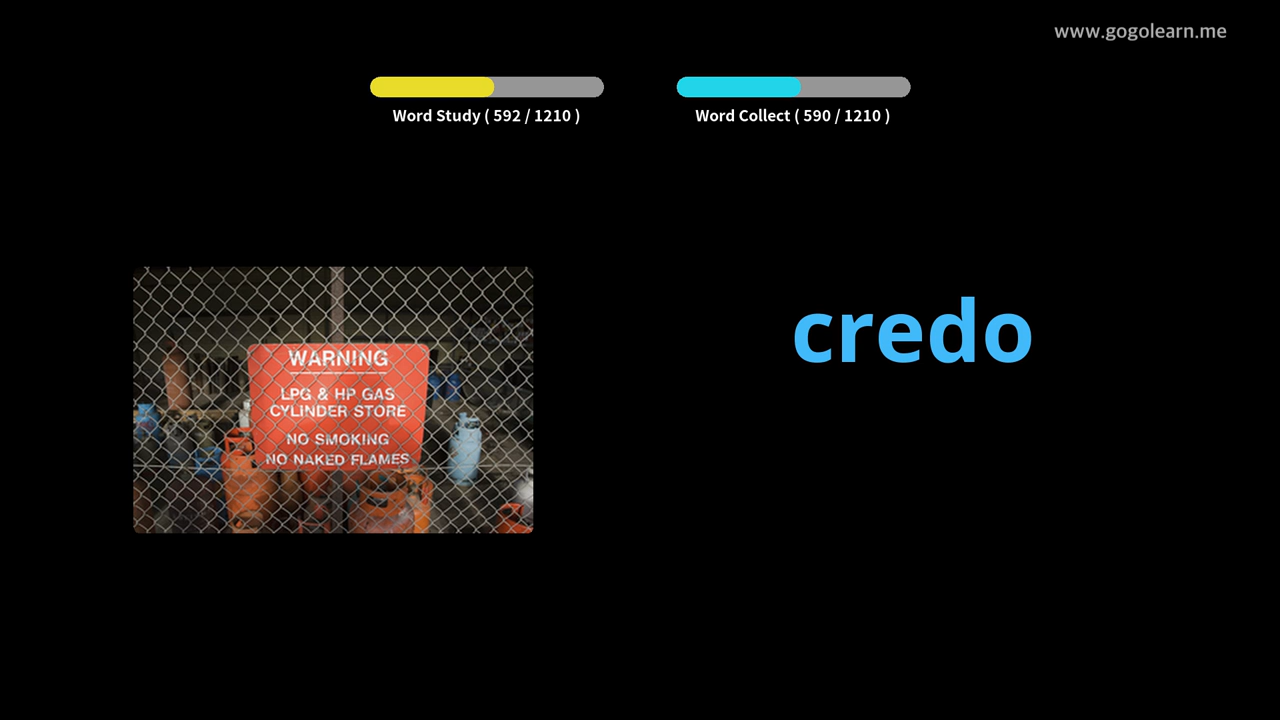 www.gogolearn.me
Word Study ( 592 / 1210 )
Word Collect ( 590 / 1210 )
WARNING
LPG & HP GAS
CYLINDER STORE
NO SMOKING
NO NAKED FLAMES
credo